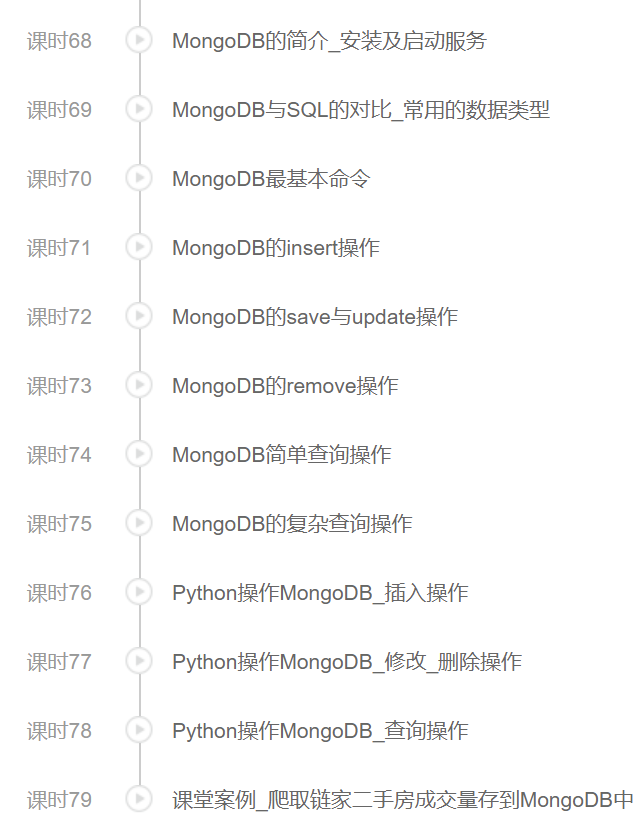 课时68 MongoDB的简介_安装及启动服务
课时69 MongoDB与SQL的对比_常用的数据类型
课时70 MongoDB最基本命令
课时71 MongoDB的insert操作
课时72 MongoDB的save与update操作
课时73 MongoDB的remove操作
课时74 MongoDB简单查询操作
课时75 MongoDB的复杂查询操作
课时76 Python操作MongoDB_插入操作
课时77 Python操作MongoDB_修改_删除操作
课时78 Python操作MongoDB_查询操作
课时79 课堂案例_爬取链家二手房成交量存到MongoDB中